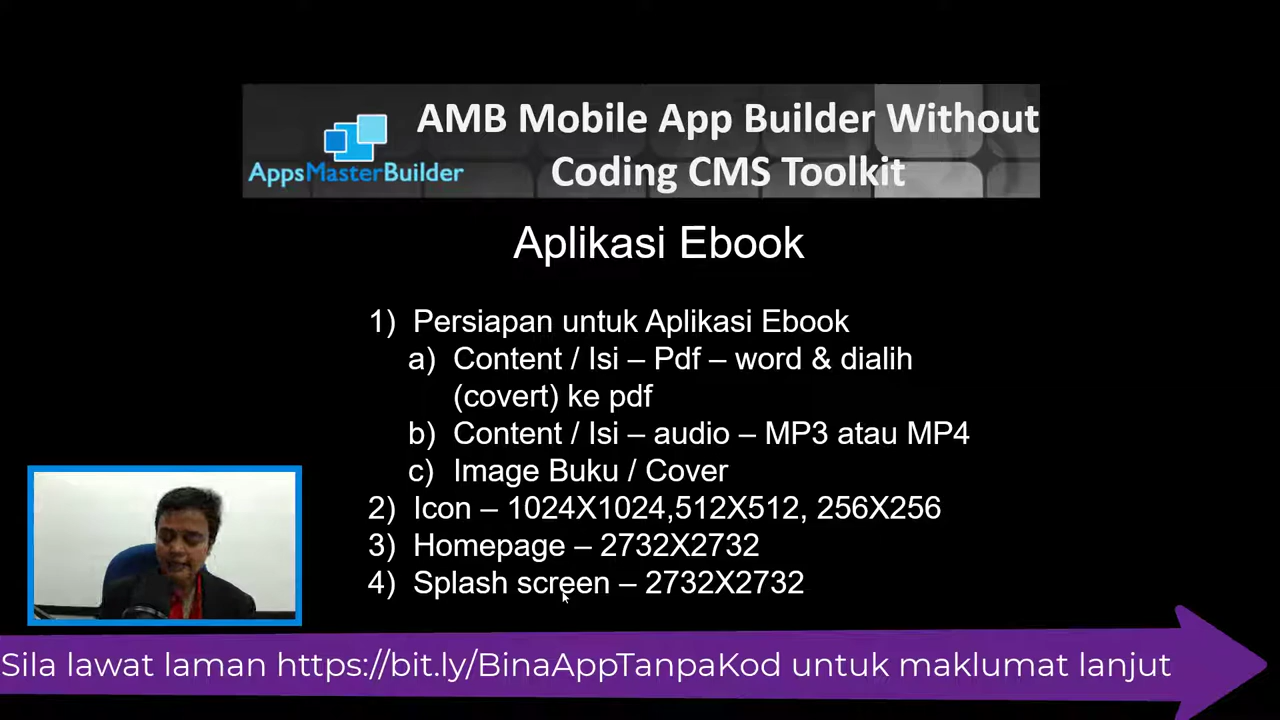 AMB Mobile App Builder Without
Coding CMS Toolkit
AppsMasterBuilder
Aplikasi Ebook
1) Persiapan untuk Aplikasi Ebook
a) Content / Isi – Pdf – word & dialih
(covert) ke pdf
b) Content / Isi – audio – MP3 atau MP4
c) Image Buku / Cover
2) Icon – 1024X1024,512X512, 256X256
3) Homepage – 2732X2732
4) Splash screen – 2732X2732
Sila lawat laman https://bit.ly/BinaAppTanpaKod untuk maklumat lanjut